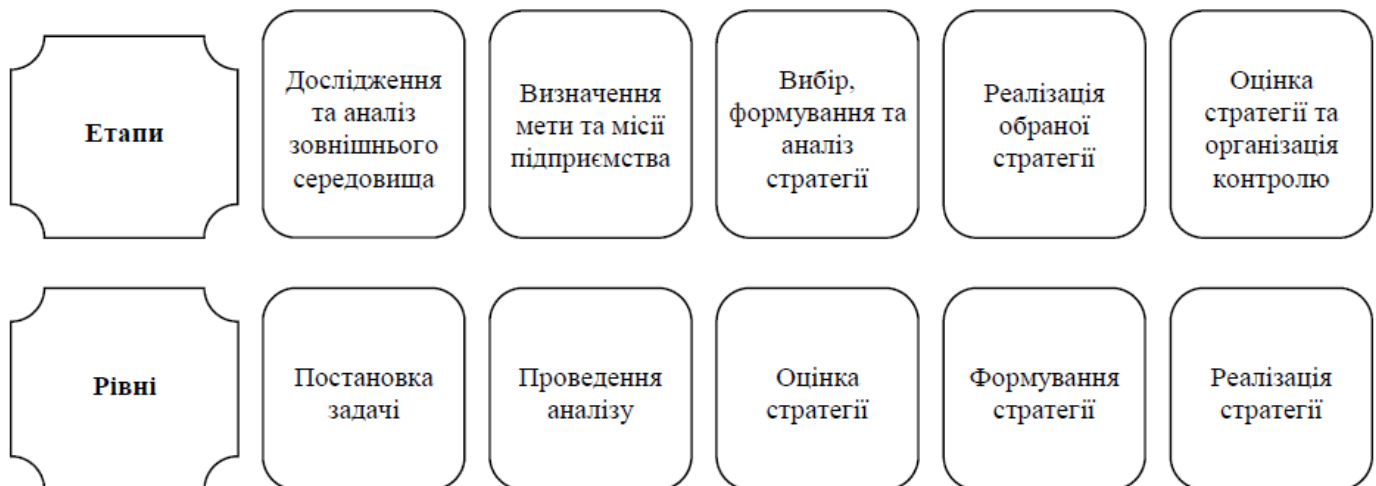 Етапи
Дослідження
та аналіз
зовнішнього
середовища
Визначення
мети та місії
підприємства
Вибір,
формування та
аналіз
стратегії
Реалізація
обраної
стратегії
Оцінка
стратегії та
організація
контролю
Рівні
Постановка
задачі
Проведення
аналізу
Оцінка
стратегії
Формування
стратегії
Реалізація
стратегії